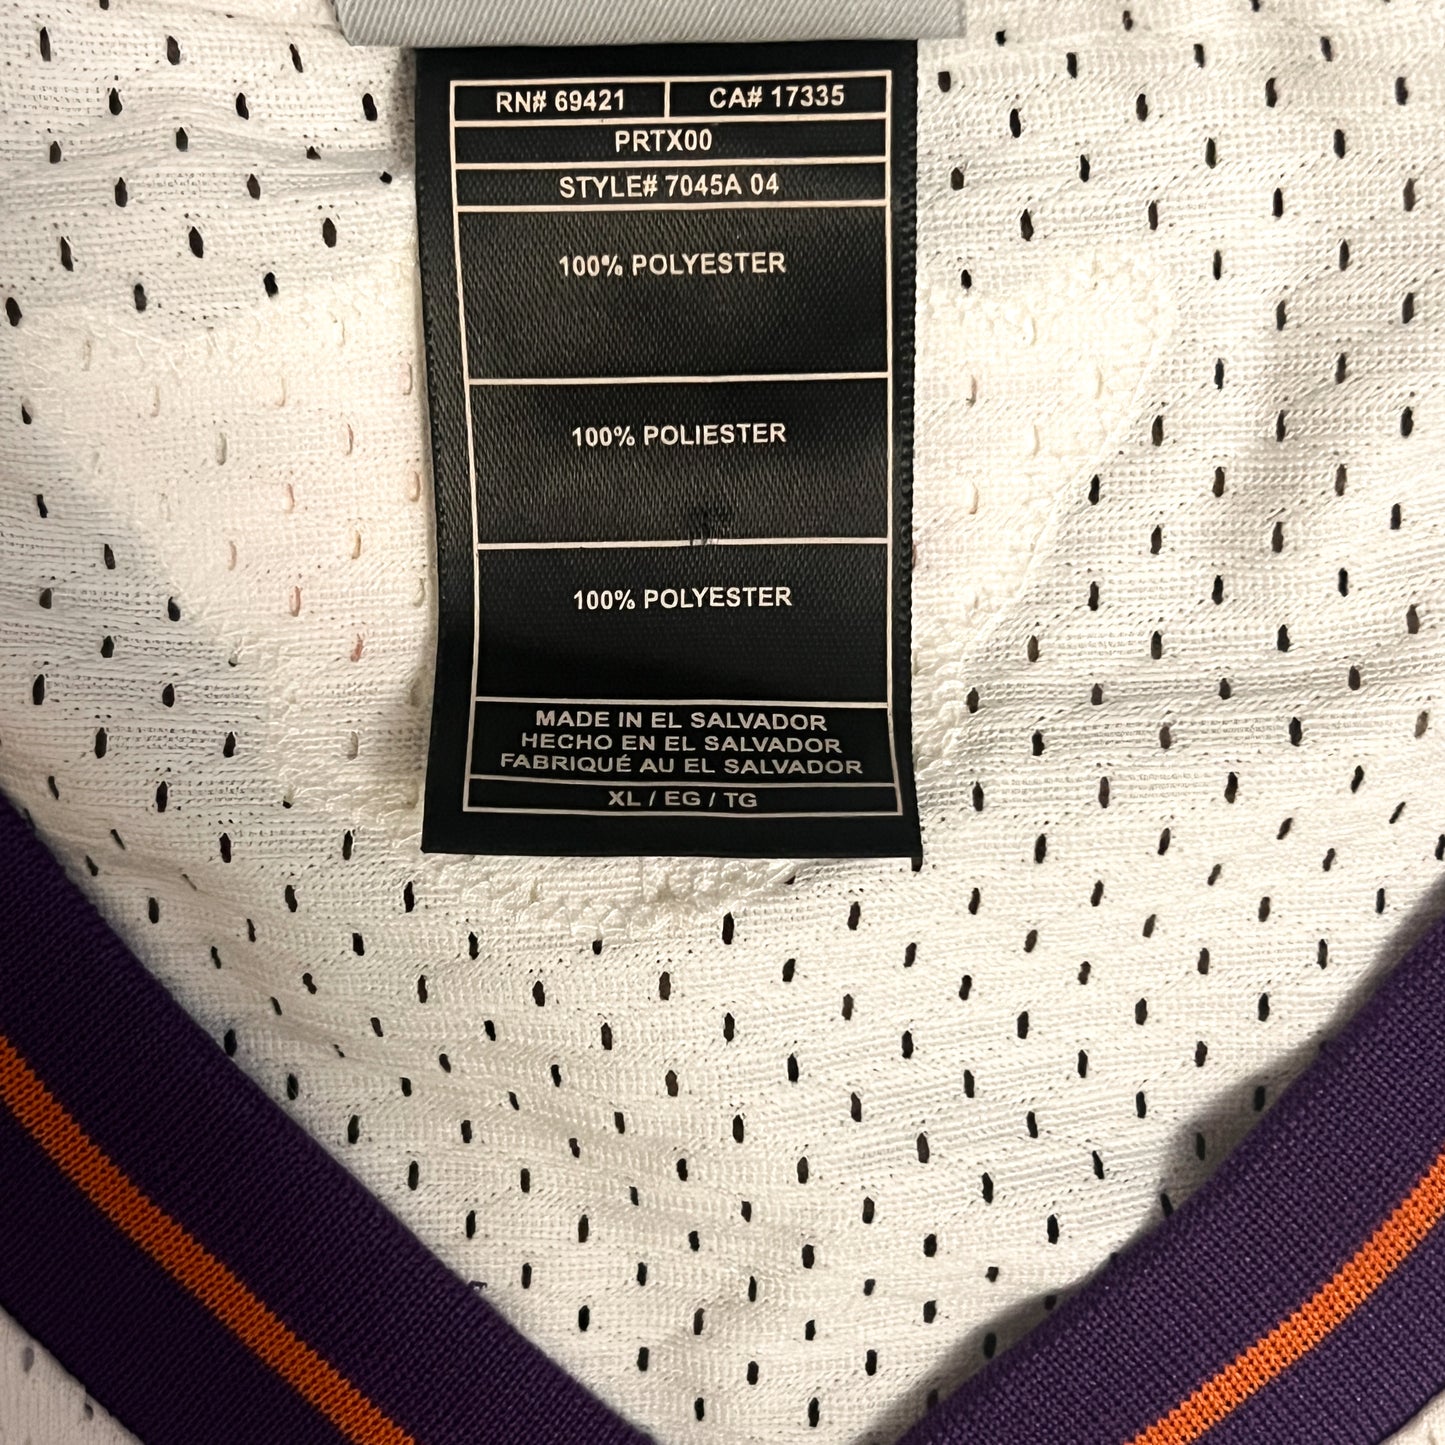 RN# 69421 CA# 17335
PRTX00
STYLE# 7045A 04
100% POLYESTER
100% POLIESTER
100% POLYESTER
MADE IN EL SALVADOR
HECHO EN EL SALVADOR
FABRIQUÉ AU EL SALVADOR
XL / EG / TG